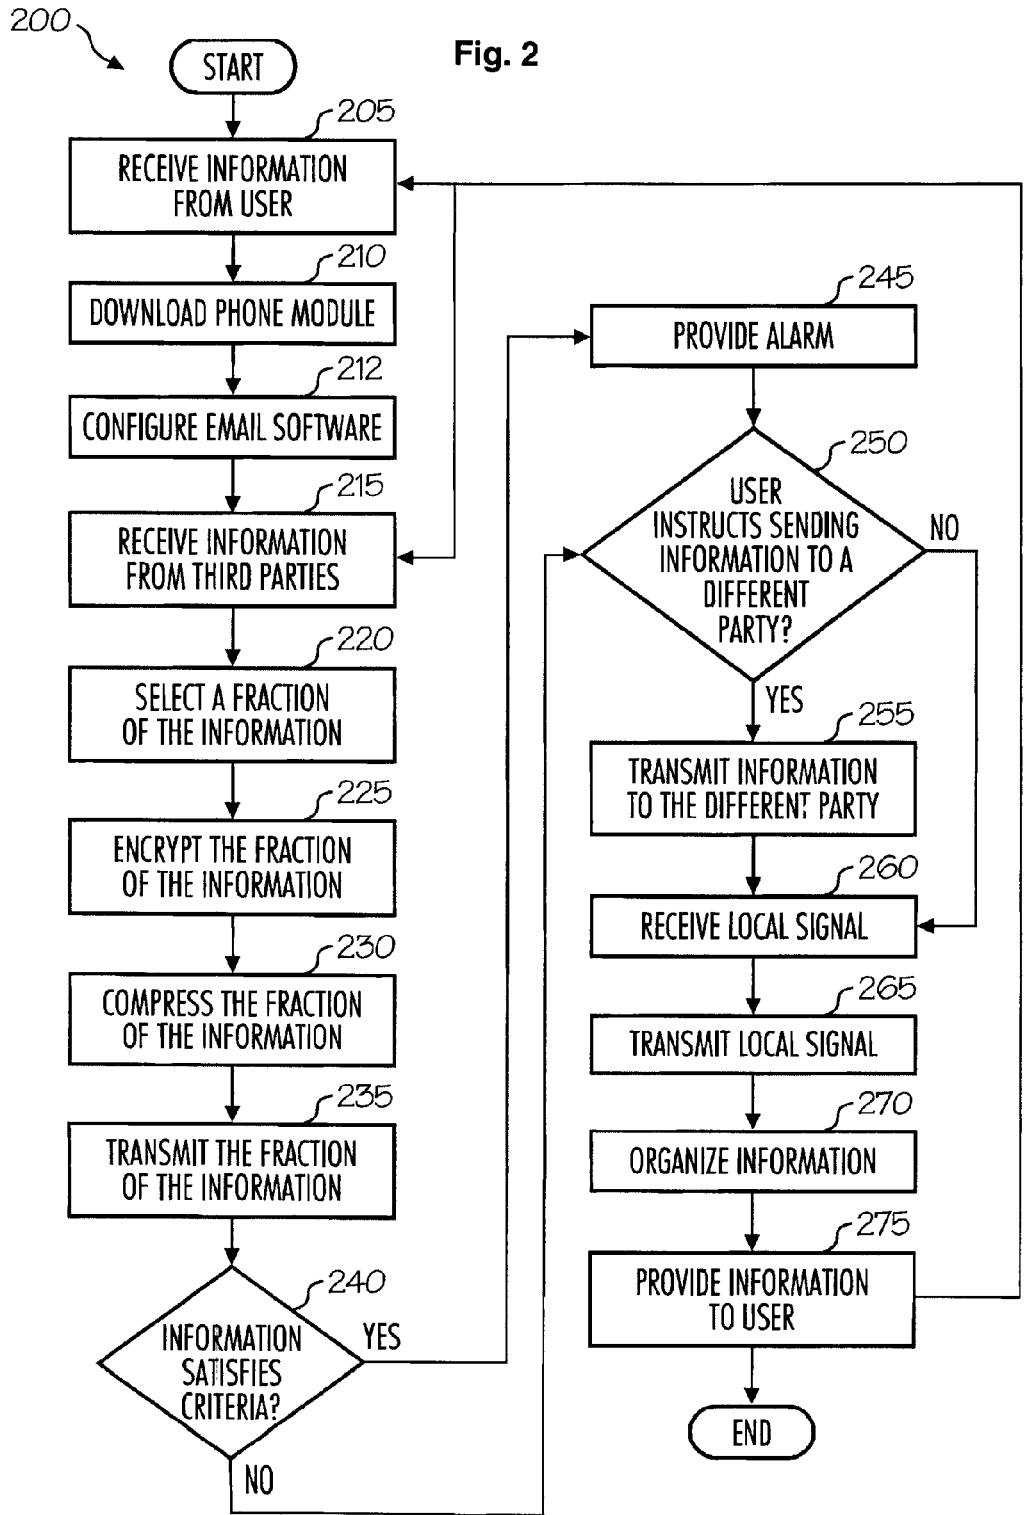 200
Fig. 2
START
205
RECEIVE INFORMATION
FROM USER
210
DOWNLOAD PHONE MODULE
212
CONFIGURE EMAIL SOFTWARE
215
RECEIVE INFORMATION
FROM THIRD PARTIES
220
SELECT A FRACTION
OF THE INFORMATION
225
ENCRYPT THE FRACTION
OF THE INFORMATION
230
COMPRESS THE FRACTION
OF THE INFORMATION
235
TRANSMIT THE FRACTION
OF THE INFORMATION
240
INFORMATION
SATISFIES
CRITERIA?
YES
NO
245
PROVIDE ALARM
250
USER
INSTRUCTS SENDING
INFORMATION TO A
DIFFERENT
PARTY?
NO
YES
255
TRANSMIT INFORMATION
TO THE DIFFERENT PARTY
260
RECEIVE LOCAL SIGNAL
265
TRANSMIT LOCAL SIGNAL
270
ORGANIZE INFORMATION
275
PROVIDE INFORMATION
TO USER
END